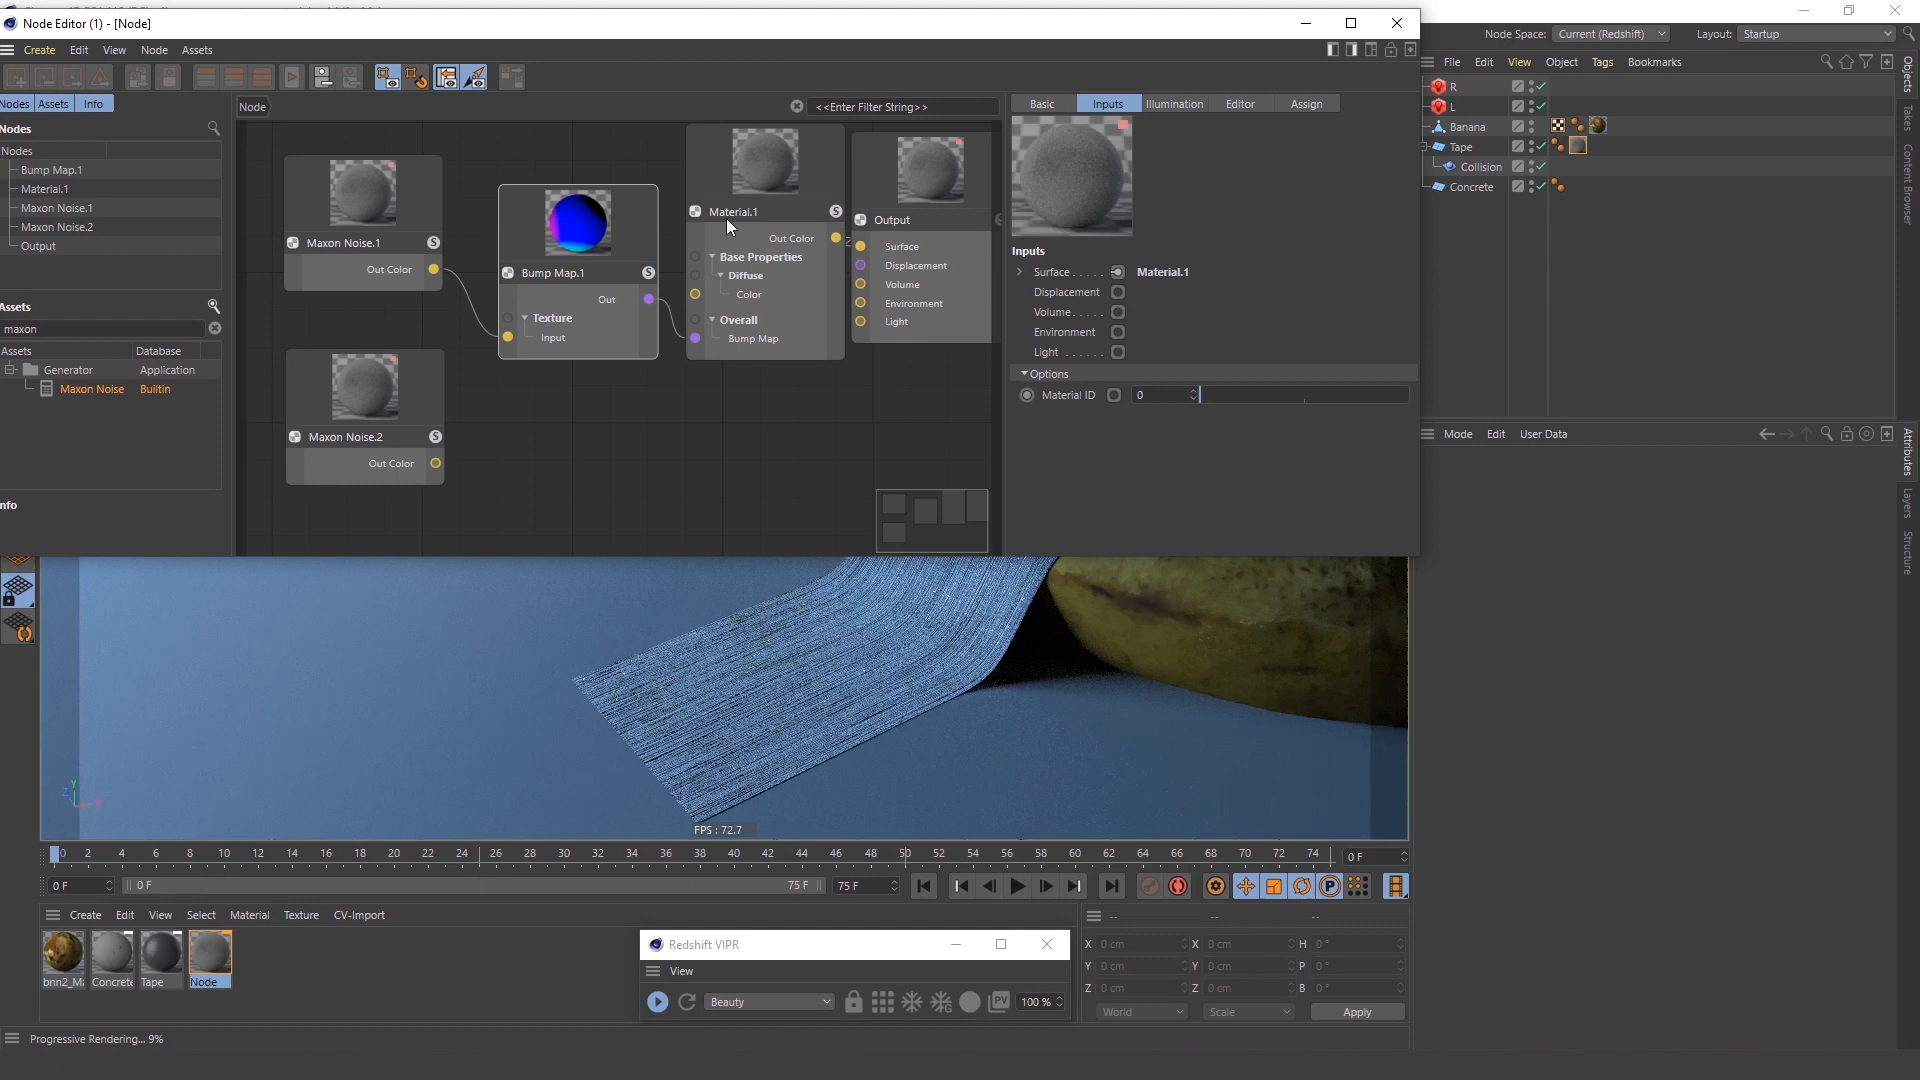 Node Editor (1) - [Node]
Create Edit View Node Assets
Nodes Assets Info
Node
<<Enter Filter String>>
Nodes
Nodes
Bump Map.1
Material.1
Maxon Noise.1
Maxon Noise.2
Output
Assets
maxon
Assets Database
Generator Application
Maxon Noise Builtin
nfo
Maxon Noise.1 S
Out Color
Maxon Noise.2 S
Out Color
Bump Map.1 S
Out
Texture
Input
Material.1 S
Out Color
Base Properties
Diffuse
Color
Overall
Bump Map
Output
Surface
Displacement
Volume
Environment
Light
Basic Inputs Illumination Editor Assign
Inputs
Surface..... Material.1
Displacement
Volume.....
Environment
Light ......
Options
Material ID 0
Node Space: Current (Redshift) Layout: Startup
File Edit View Object Tags Bookmarks
R
L
Banana
Tape
Collision
Concrete
Objects
Takes
Content Browser
Mode Edit User Data
Attributes
Layers
Structure
Y
Z X
FPS : 72.7
0 2 4 6 8 10 12 14 16 18 20 22 24 26 28 30 32 34 36 38 40 42 44 46 48 50 52 54 56 58 60 62 64 66 68 70 72 74 0 F
0 F 0 F 75 F 75 F
P
Create Edit View Select Material Texture CV-Import
bnn2_M Concrete Tape Node
Redshift VIPR
View
Beauty PV 100 %
-- -- --
X 0 cm X 0 cm H 0 °
Y 0 cm Y 0 cm P 0 °
Z 0 cm Z 0 cm B 0 °
World Scale Apply
Progressive Rendering... 9%